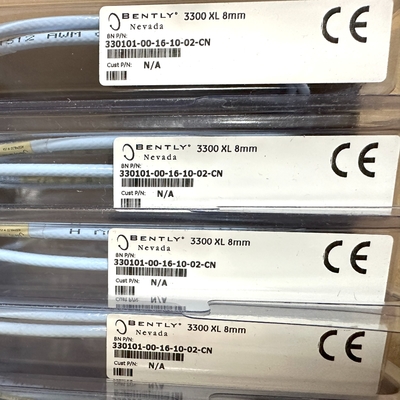 BENTLY® 3300 XL 8mm
Nevada
BN P/N:
330101-00-16-10-02-CN
Cust P/N: N/A
CE
AWM
BENTLY® 3300 XL 8mm
Nevada
BN P/N:
330101-00-16-10-02-CN
Cust P/N: N/A
CE
BENTLY® 3300 XL 8mm
Nevada
BN P/N:
330101-00-16-10-02-CN
Cust P/N: N/A
CE
BENTLY® 3300 XL 8mm
Nevada
BN P/N:
330101-00-16-10-02-CN
Cust P/N: N/A
CE